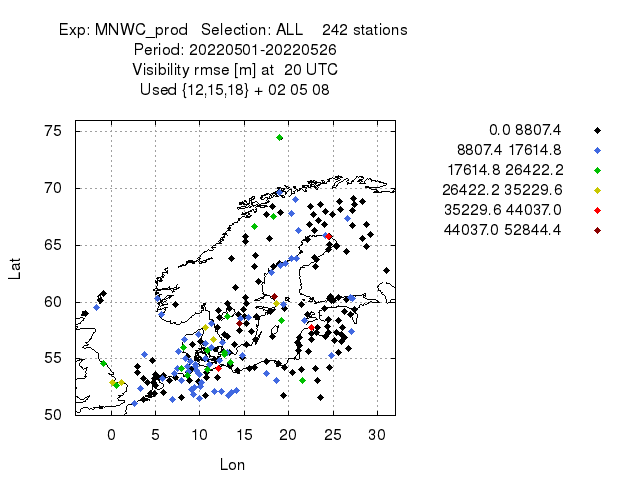 Exp: MNWC_prod Selection: ALL 242 stations
Period: 20220501-20220526
Visibility rmse [m] at 20 UTC
Used {12,15,18} + 02 05 08
75
70
65
60
55
50
0 5 10 15 20 25 30
Lat
Lon
0.0 8807.4
8807.4 17614.8
17614.8 26422.2
26422.2 35229.6
35229.6 44037.0
44037.0 52844.4